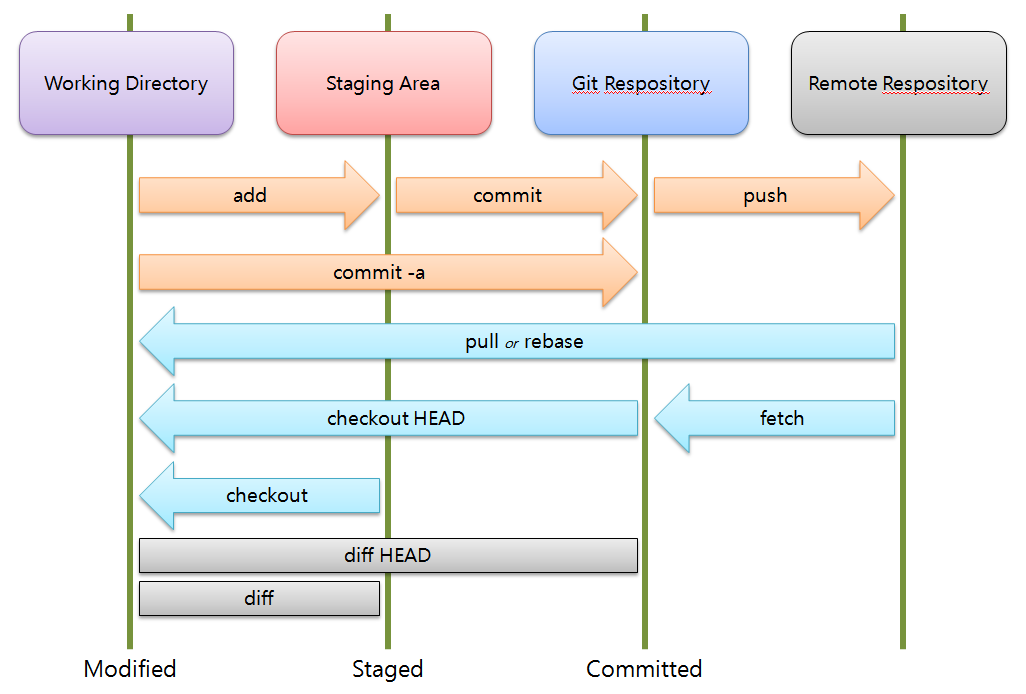 Working Directory
Staging Area
Git Respository
Remote Respository
add
commit
push
commit -a
pull or rebase
checkout HEAD
fetch
checkout
diff HEAD
diff
Modified
Staged
Committed